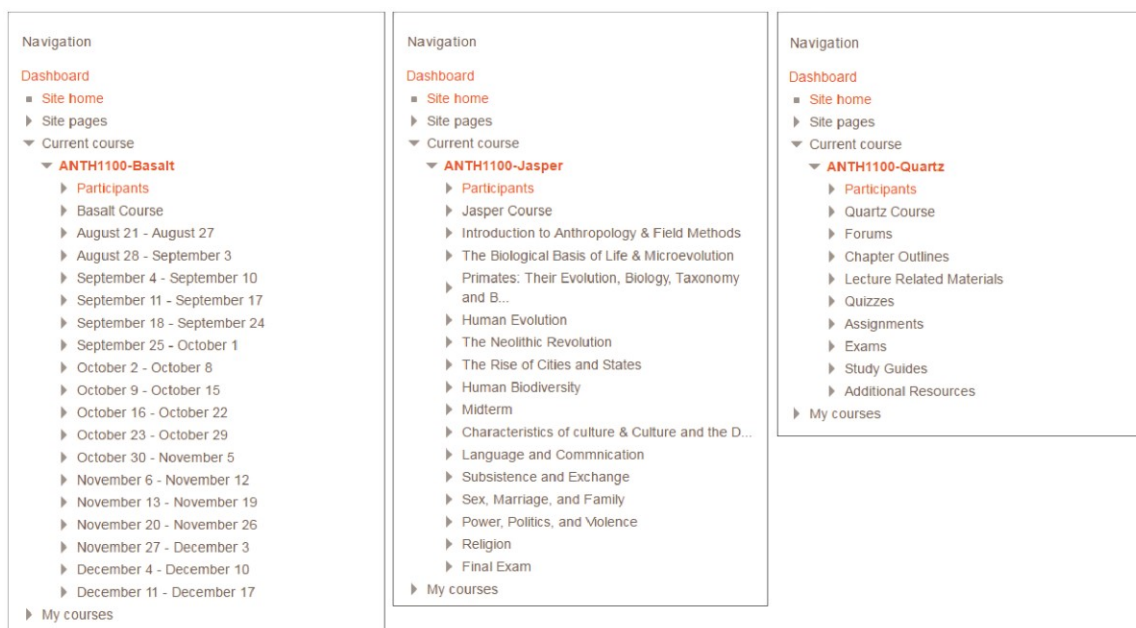 Navigation
Dashboard
Site home
Site pages
Current course
ANTH1100-Basalt
Participants
Basalt Course
August 21 - August 27
August 28 - September 3
September 4 - September 10
September 11 - September 17
September 18 - September 24
September 25 - October 1
October 2 - October 8
October 9 - October 15
October 16 - October 22
October 23 - October 29
October 30 - November 5
November 6 - November 12
November 13 - November 19
November 20 - November 26
November 27 - December 3
December 4 - December 10
December 11 - December 17
My courses
Navigation
Dashboard
Site home
Site pages
Current course
ANTH1100-Jasper
Participants
Jasper Course
Introduction to Anthropology & Field Methods
The Biological Basis of Life & Microevolution
Primates: Their Evolution, Biology, Taxonomy
and B...
Human Evolution
The Neolithic Revolution
The Rise of Cities and States
Human Biodiversity
Midterm
Characteristics of culture & Culture and the D...
Language and Commnication
Subsistence and Exchange
Sex, Marriage, and Family
Power, Politics, and Violence
Religion
Final Exam
My courses
Navigation
Dashboard
Site home
Site pages
Current course
ANTH1100-Quartz
Participants
Quartz Course
Forums
Chapter Outlines
Lecture Related Materials
Quizzes
Assignments
Exams
Study Guides
Additional Resources
My courses